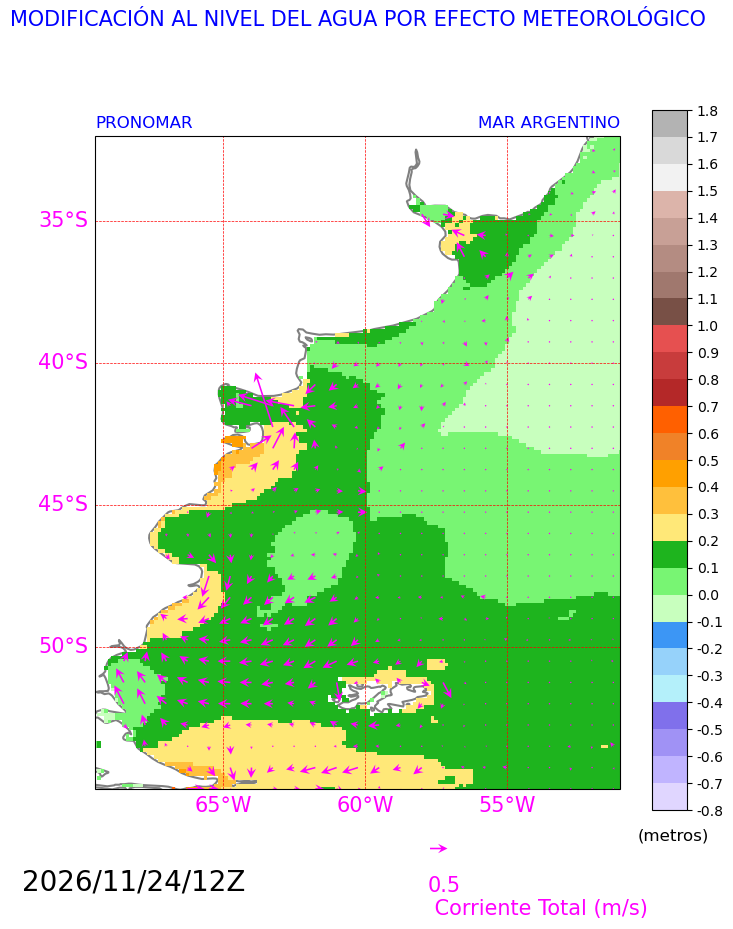 MODIFICACIÓN AL NIVEL DEL AGUA POR EFECTO METEOROLÓGICO
PRONOMAR MAR ARGENTINO
35°S
40°S
45°S
50°S
65°W 60°W 55°W
1.8
1.7
1.6
1.5
1.4
1.3
1.2
1.1
1.0
0.9
0.8
0.7
0.6
0.5
0.4
0.3
0.2
0.1
0.0
-0.1
-0.2
-0.3
-0.4
-0.5
-0.6
-0.7
-0.8
(metros)
2026/11/24/12Z
0.5
Corriente Total (m/s)